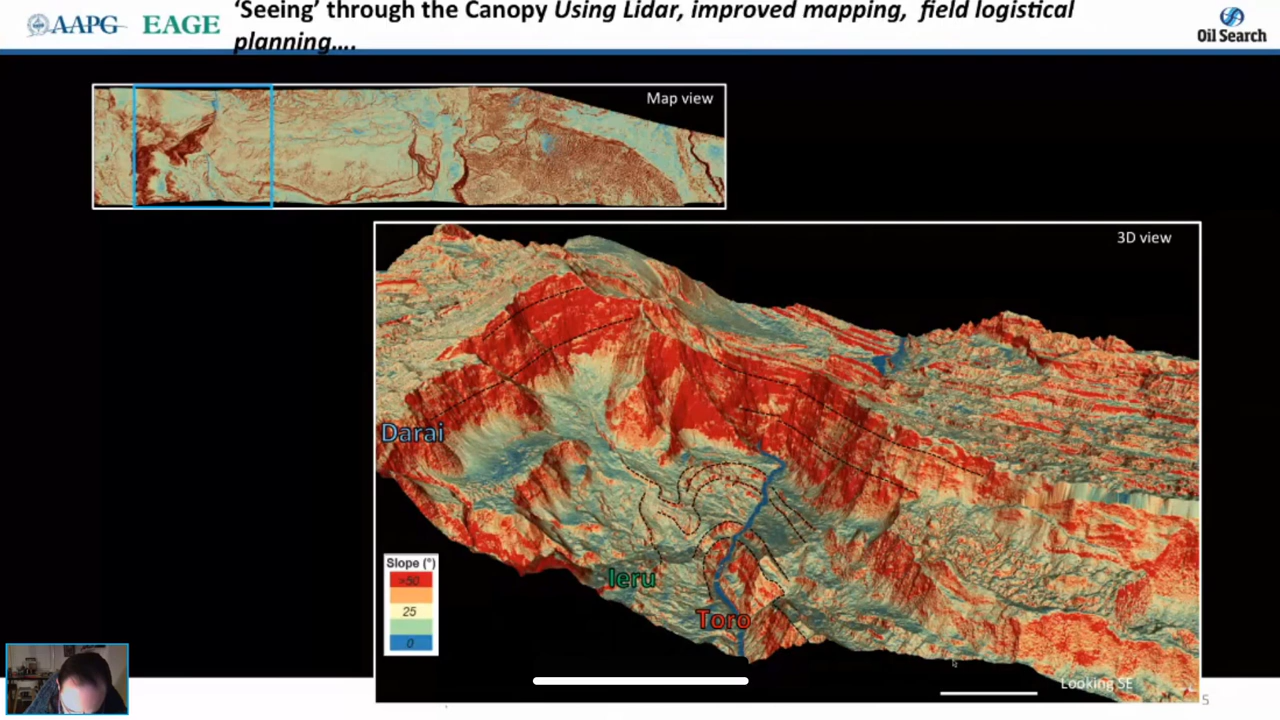 AAPG EAGE
‘Seeing’ through the Canopy Using Lidar, improved mapping, field logistical
planning....
Oil Search
Map view
3D view
Darai
Slope (°)
>50
25
0
Ieru
Toro
Looking SE
5